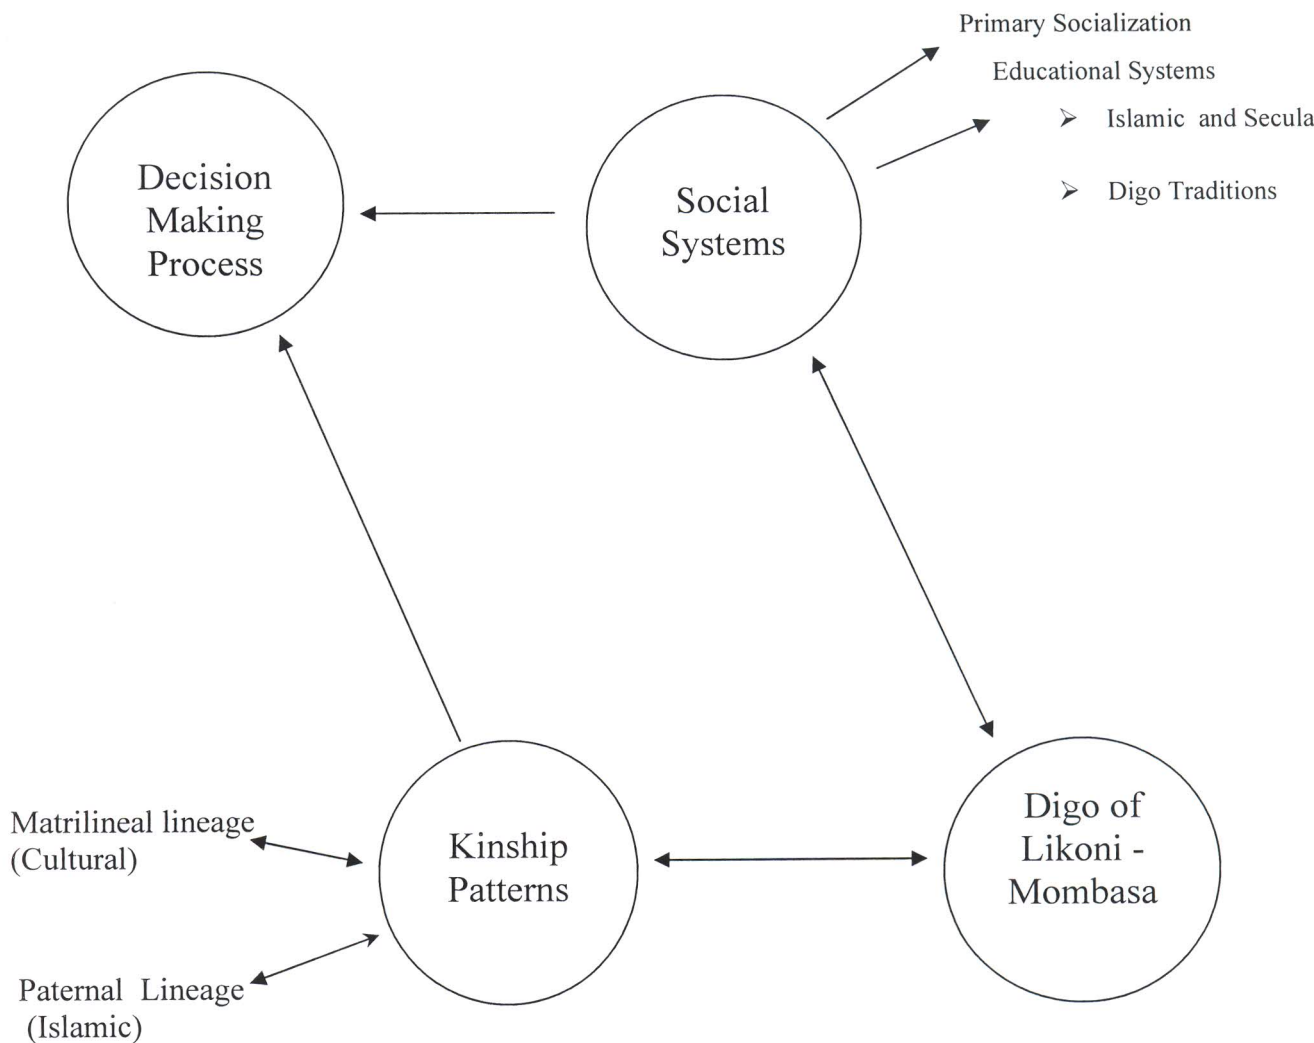 Primary Socialization
Educational Systems
➢ Islamic and Secula
➢ Digo Traditions
Decision
Making
Process
Social
Systems
Matrilineal lineage
(Cultural)
Kinship
Patterns
Digo of
Likoni -
Mombasa
Paternal Lineage
(Islamic)